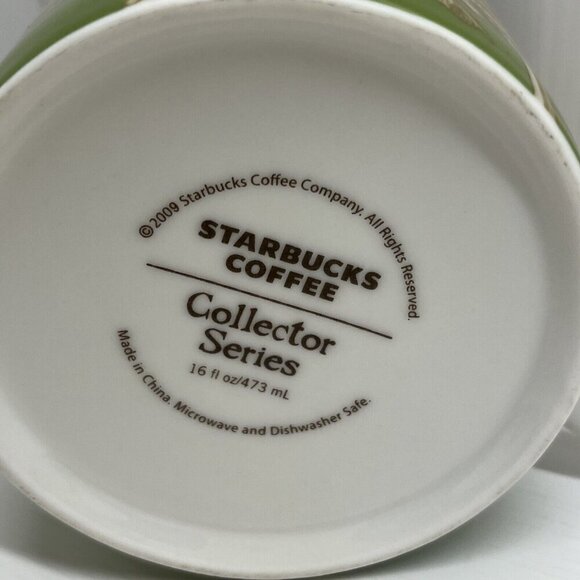 ©2009 Starbucks Coffee Company. All Rights Reserved.
STARBUCKS
COFFEE
Collector
Series
16 fl oz/473 mL
Made in China. Microwave and Dishwasher Safe.